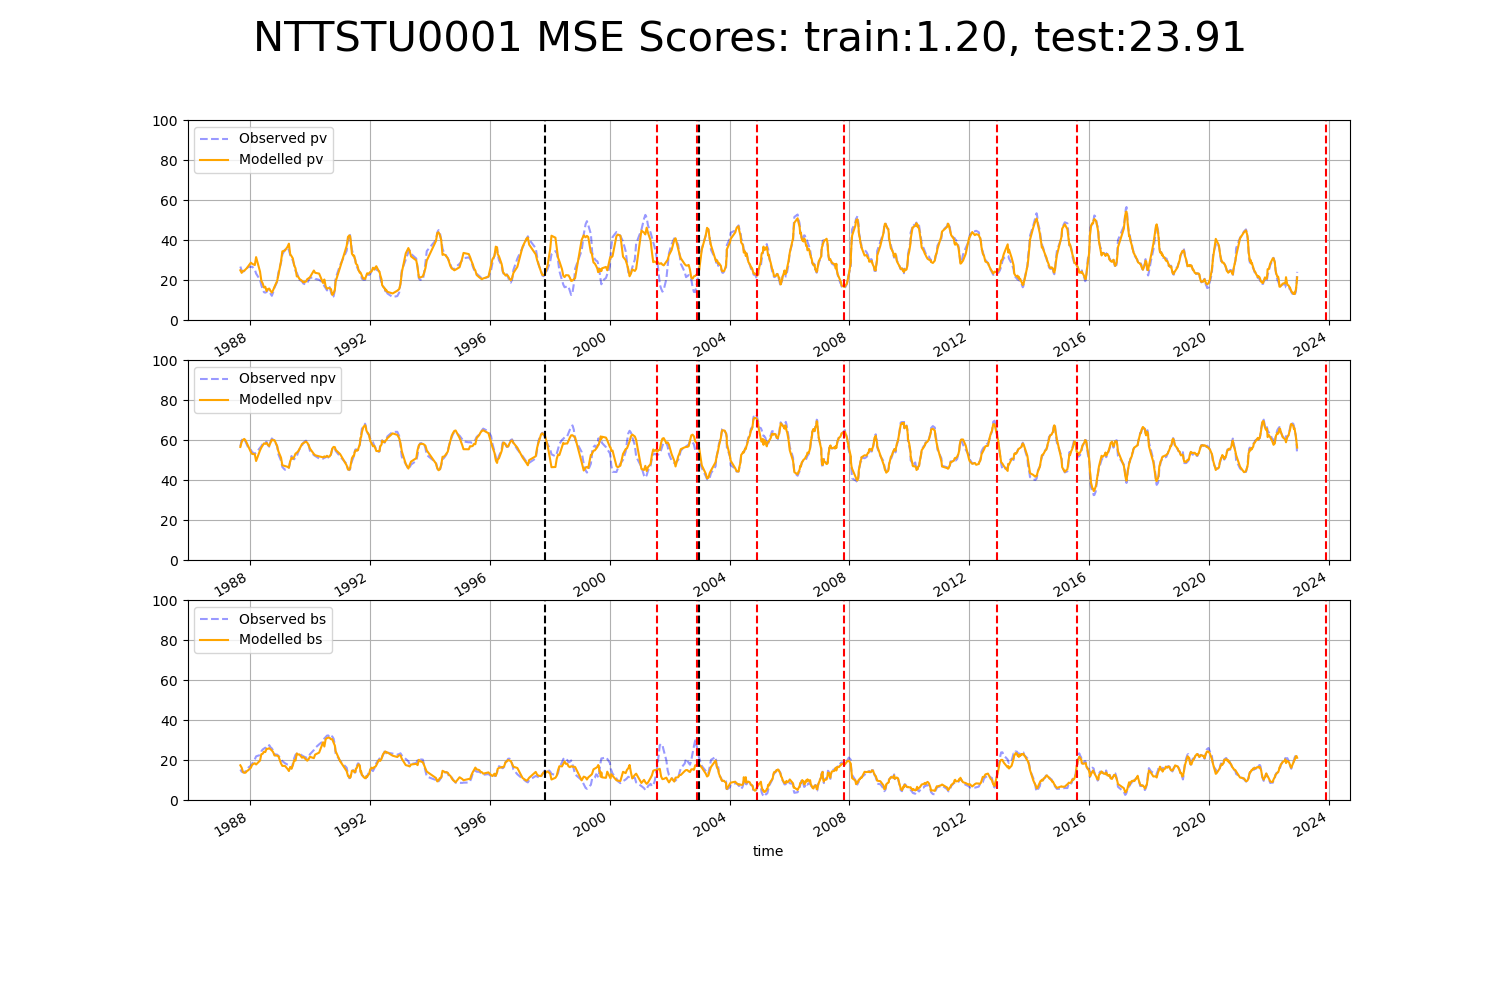 NTTSTU0001 MSE Scores: train:1.20, test:23.91
100
80
60
40
20
0
Observed pv
Modelled pv
1988 1992 1996 2000 2004 2008 2012 2016 2020 2024
100
80
60
40
20
0
Observed npv
Modelled npv
1988 1992 1996 2000 2004 2008 2012 2016 2020 2024
100
80
60
40
20
0
Observed bs
Modelled bs
1988 1992 1996 2000 2004 2008 2012 2016 2020 2024
time